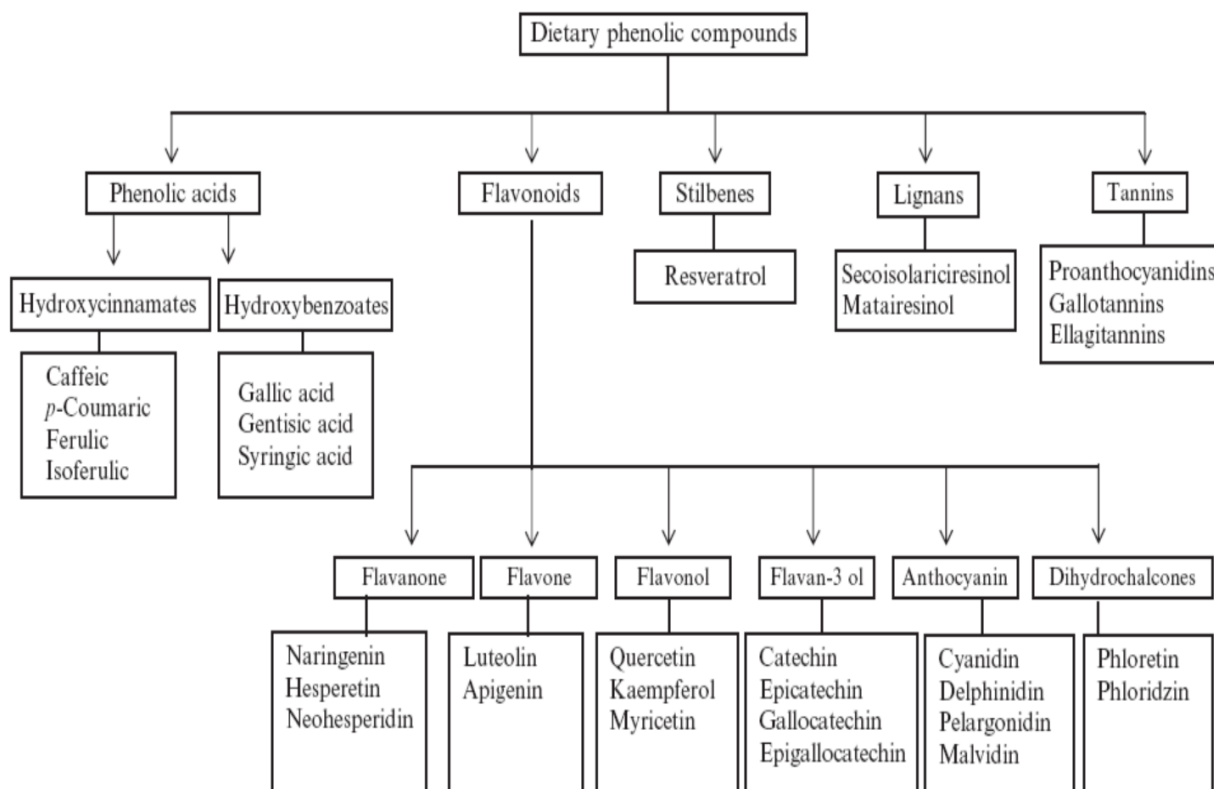 Dietary phenolic compounds
Phenolic acids
Flavonoids
Stilbenes
Lignans
Tannins
Hydroxycinnamates
Hydroxybenzoates
Resveratrol
Secoisolariciresinol
Matairesinol
Proanthocyanidins
Gallotannins
Ellagitannins
Caffeic
p-Coumaric
Ferulic
Isoferulic
Gallic acid
Gentisic acid
Syringic acid
Flavanone
Flavone
Flavonol
Flavan-3 ol
Anthocyanin
Dihydrochalcones
Naringenin
Hesperetin
Neohesperidin
Luteolin
Apigenin
Quercetin
Kaempferol
Myricetin
Catechin
Epicatechin
Gallocatechin
Epigallocatechin
Cyanidin
Delphinidin
Pelargonidin
Malvidin
Phloretin
Phloridzin